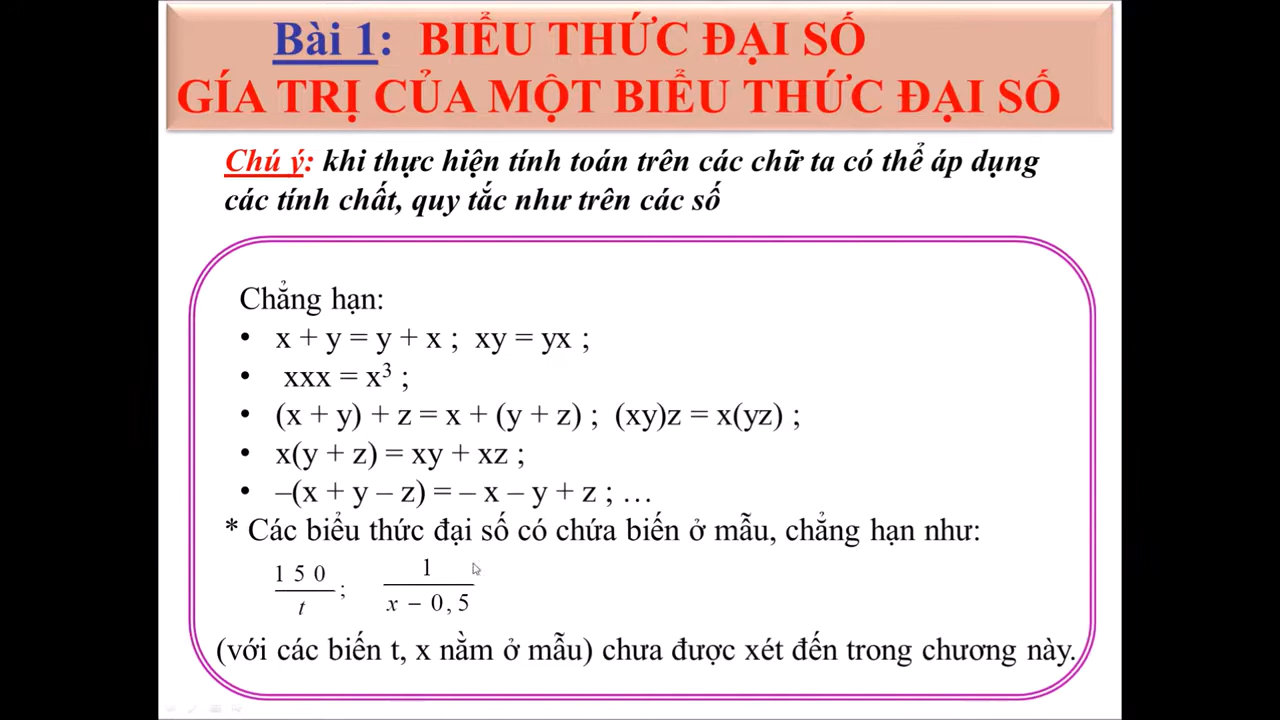 Bài 1: BIỂU THỨC ĐẠI SỐ
GÍA TRỊ CỦA MỘT BIỂU THỨC ĐẠI SỐ
Chú ý: khi thực hiện tính toán trên các chữ ta có thể áp dụng
các tính chất, quy tắc như trên các số
Chẳng hạn:
• x + y = y + x ; xy = yx ;
• xxx = x³ ;
• (x + y) + z = x + (y + z) ; (xy)z = x(yz) ;
• x(y + z) = xy + xz ;
• –(x + y – z) = – x – y + z ; …
* Các biểu thức đại số có chứa biến ở mẫu, chẳng hạn như:
150/t ; 1/(x − 0,5)
(với các biến t, x nằm ở mẫu) chưa được xét đến trong chương này.